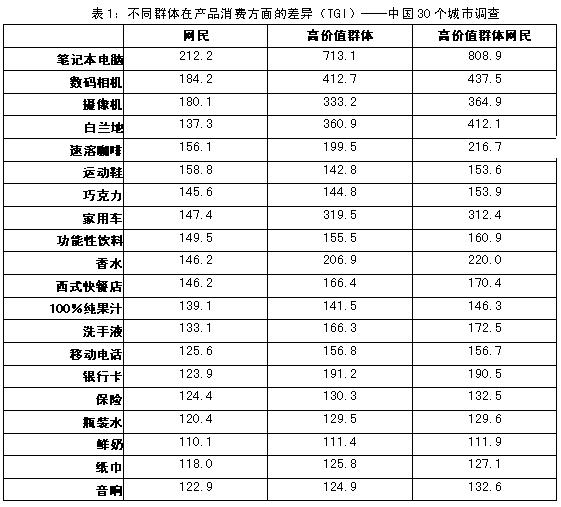 表1：不同群体在产品消费方面的差异（TGI）——中国30个城市调查
网民 高价值群体 高价值群体网民
笔记本电脑 212.2 713.1 808.9
数码相机 184.2 412.7 437.5
摄像机 180.1 333.2 364.9
白兰地 137.3 360.9 412.1
速溶咖啡 156.1 199.5 216.7
运动鞋 158.8 142.8 153.6
巧克力 145.6 144.8 153.9
家用车 147.4 319.5 312.4
功能性饮料 149.5 155.5 160.9
香水 146.2 206.9 220.0
西式快餐店 146.2 166.4 170.4
100%纯果汁 139.1 141.5 146.3
洗手液 133.1 166.3 172.5
移动电话 125.6 156.8 156.7
银行卡 123.9 191.2 190.5
保险 124.4 130.3 132.5
瓶装水 120.4 129.5 129.6
鲜奶 110.1 111.4 111.9
纸巾 118.0 125.8 127.1
音响 122.9 124.9 132.6